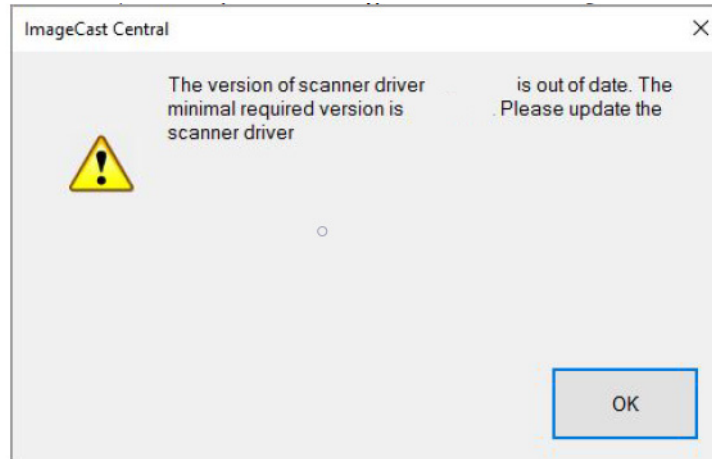 ImageCast Central
The version of scanner driver is out of date. The
minimal required version is . Please update the
scanner driver
OK